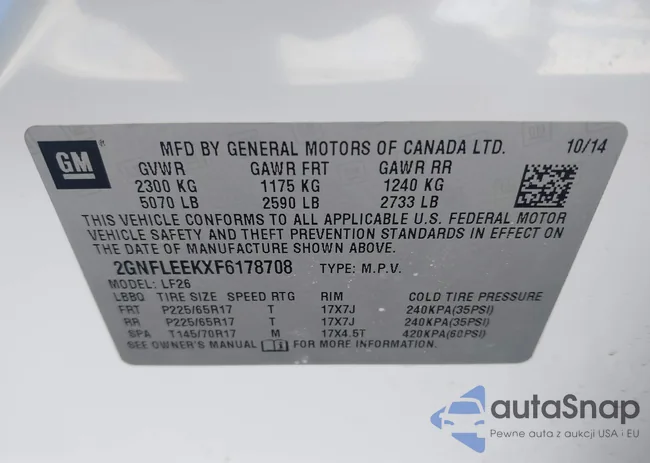 GM
MFD BY GENERAL MOTORS OF CANADA LTD. 10/14
GVWR GAWR FRT GAWR RR
2300 KG 1175 KG 1240 KG
5070 LB 2590 LB 2733 LB
THIS VEHICLE CONFORMS TO ALL APPLICABLE U.S. FEDERAL MOTOR
VEHICLE SAFETY AND THEFT PREVENTION STANDARDS IN EFFECT ON
THE DATE OF MANUFACTURE SHOWN ABOVE.
2GNFLEEKXF6178708 TYPE: M.P.V.
MODEL: LF26
LBBQ TIRE SIZE SPEED RTG RIM COLD TIRE PRESSURE
FRT P225/65R17 T 17X7J 240KPA(35PSI)
RR P225/65R17 T 17X7J 240KPA(35PSI)
SPA T145/70R17 M 17X4.5T 420KPA(60PSI)
SEE OWNER'S MANUAL FOR MORE INFORMATION.
autoSnap
Pewne auta z aukcji USA i EU